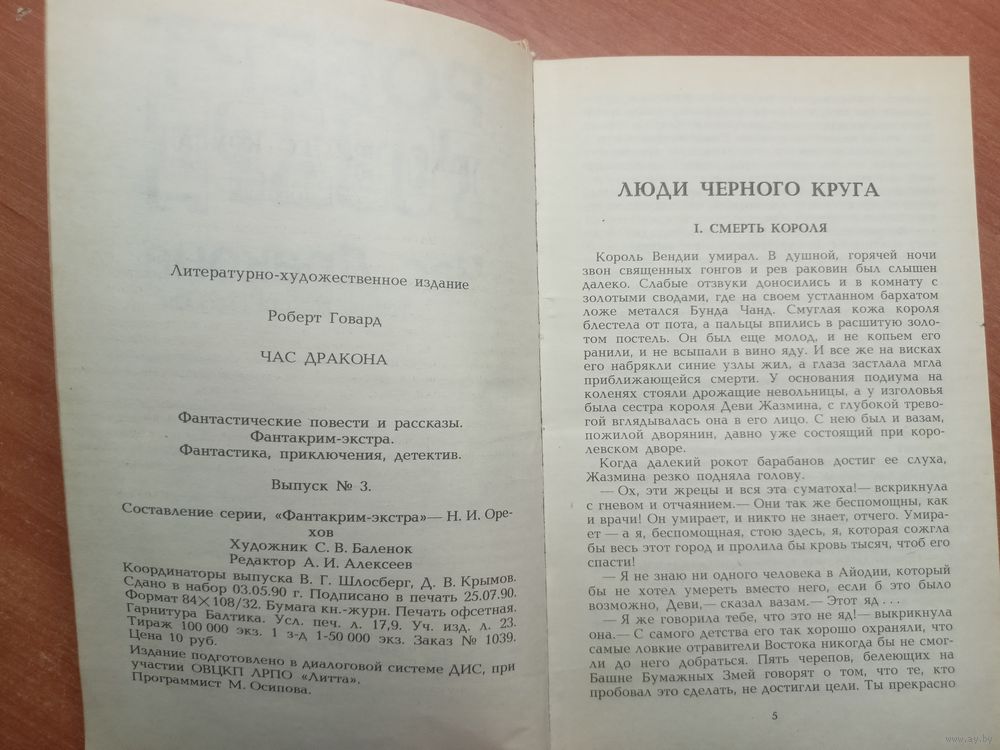 Литературно-художественное издание
Роберт Говард
ЧАС ДРАКОНА
Фантастические повести и рассказы.
Фантакрим-экстра.
Фантастика, приключения, детектив.
Выпуск № 3.
Составление серии, «Фантакрим-экстра»— Н. И. Оре-
хов
Художник С. В. Баленок
Редактор А. И. Алексеев
Координаторы выпуска В. Г. Шлосберг, Д. В. Крымов.
Сдано в набор 03.05.90 г. Подписано в печать 25.07.90.
Формат 84×108/32. Бумага кн.-журн. Печать офсетная.
Гарнитура Балтика. Усл. печ. л. 17,9. Уч. изд. л. 23.
Тираж 100 000 экз. 1 з-д 1-50 000 экз. Заказ № 1039.
Цена 10 руб.
Издание подготовлено в диалоговой системе ДИС, при
участии ОВЦКП ЛРПО «Литта».
Программист М. Осипова.
ЛЮДИ ЧЕРНОГО КРУГА
I. СМЕРТЬ КОРОЛЯ
Король Вендии умирал. В душной, горячей ночи
звон священных гонгов и рев раковин был слышен
далеко. Слабые отзвуки доносились и в комнату с
золотыми сводами, где на своем устланном бархатом
ложе метался Бунда Чанд. Смуглая кожа короля
блестела от пота, а пальцы впились в расшитую золо-
том постель. Он был еще молод, и не копьем его
ранили, и не всыпали в вино яду. И все же на висках
его набрякли синие узлы жил, а глаза застлала мгла
приближающейся смерти. У основания подиума на
коленях стояли дрожащие невольницы, а у изголовья
была сестра короля Деви Жазмина, с глубокой трево-
гой вглядывалась она в его лицо. С нею был и вазам,
пожилой дворянин, давно уже состоящий при коро-
левском дворе.
Когда далекий рокот барабанов достиг ее слуха,
Жазмина резко подняла голову.
— Ох, эти жрецы и вся эта суматоха!— вскрикнула
с гневом и отчаянием.— Они так же беспомощны, как
и врачи! Он умирает, и никто не знает, отчего. Умира-
ет — а я, беспомощная, стою здесь, я, которая сожгла
бы весь этот город и пролила бы кровь тысяч, чтоб его
спасти!
— Я не знаю ни одного человека в Айодии, который
бы не хотел умереть вместо него, если б это было
возможно, Деви,— сказал вазам.— Этот яд...
— Я же говорила тебе, что это не яд!— выкрикнула
она.— С самого детства его так хорошо охраняли, что
самые ловкие отравители Востока никогда бы не смог-
ли до него добраться. Пять черепов, белеющих на
Башне Бумажных Змей говорят о том, что те, кто
пробовал это сделать, не достигли цели. Ты прекрасно
5
www.ay.by